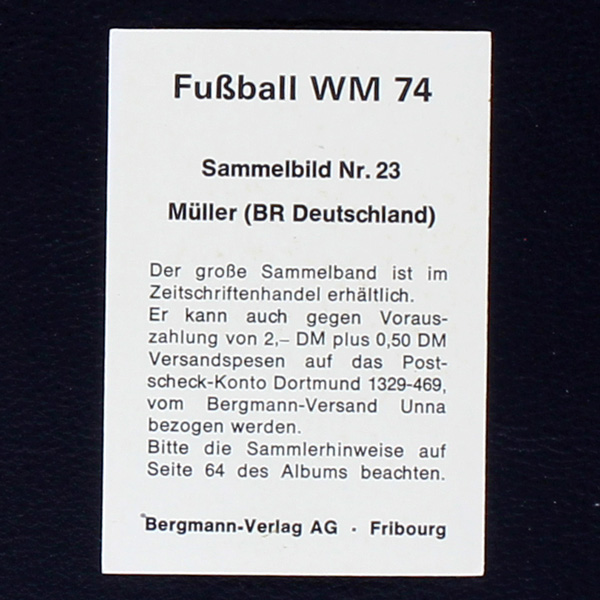 Fußball WM 74
Sammelbild Nr. 23
Müller (BR Deutschland)
Der große Sammelband ist im
Zeitschriftenhandel erhältlich.
Er kann auch gegen Voraus-
zahlung von 2,– DM plus 0,50 DM
Versandspesen auf das Post-
scheck-Konto Dortmund 1329-469,
vom Bergmann-Versand Unna
bezogen werden.
Bitte die Sammlerhinweise auf
Seite 64 des Albums beachten.
Bergmann-Verlag AG · Fribourg